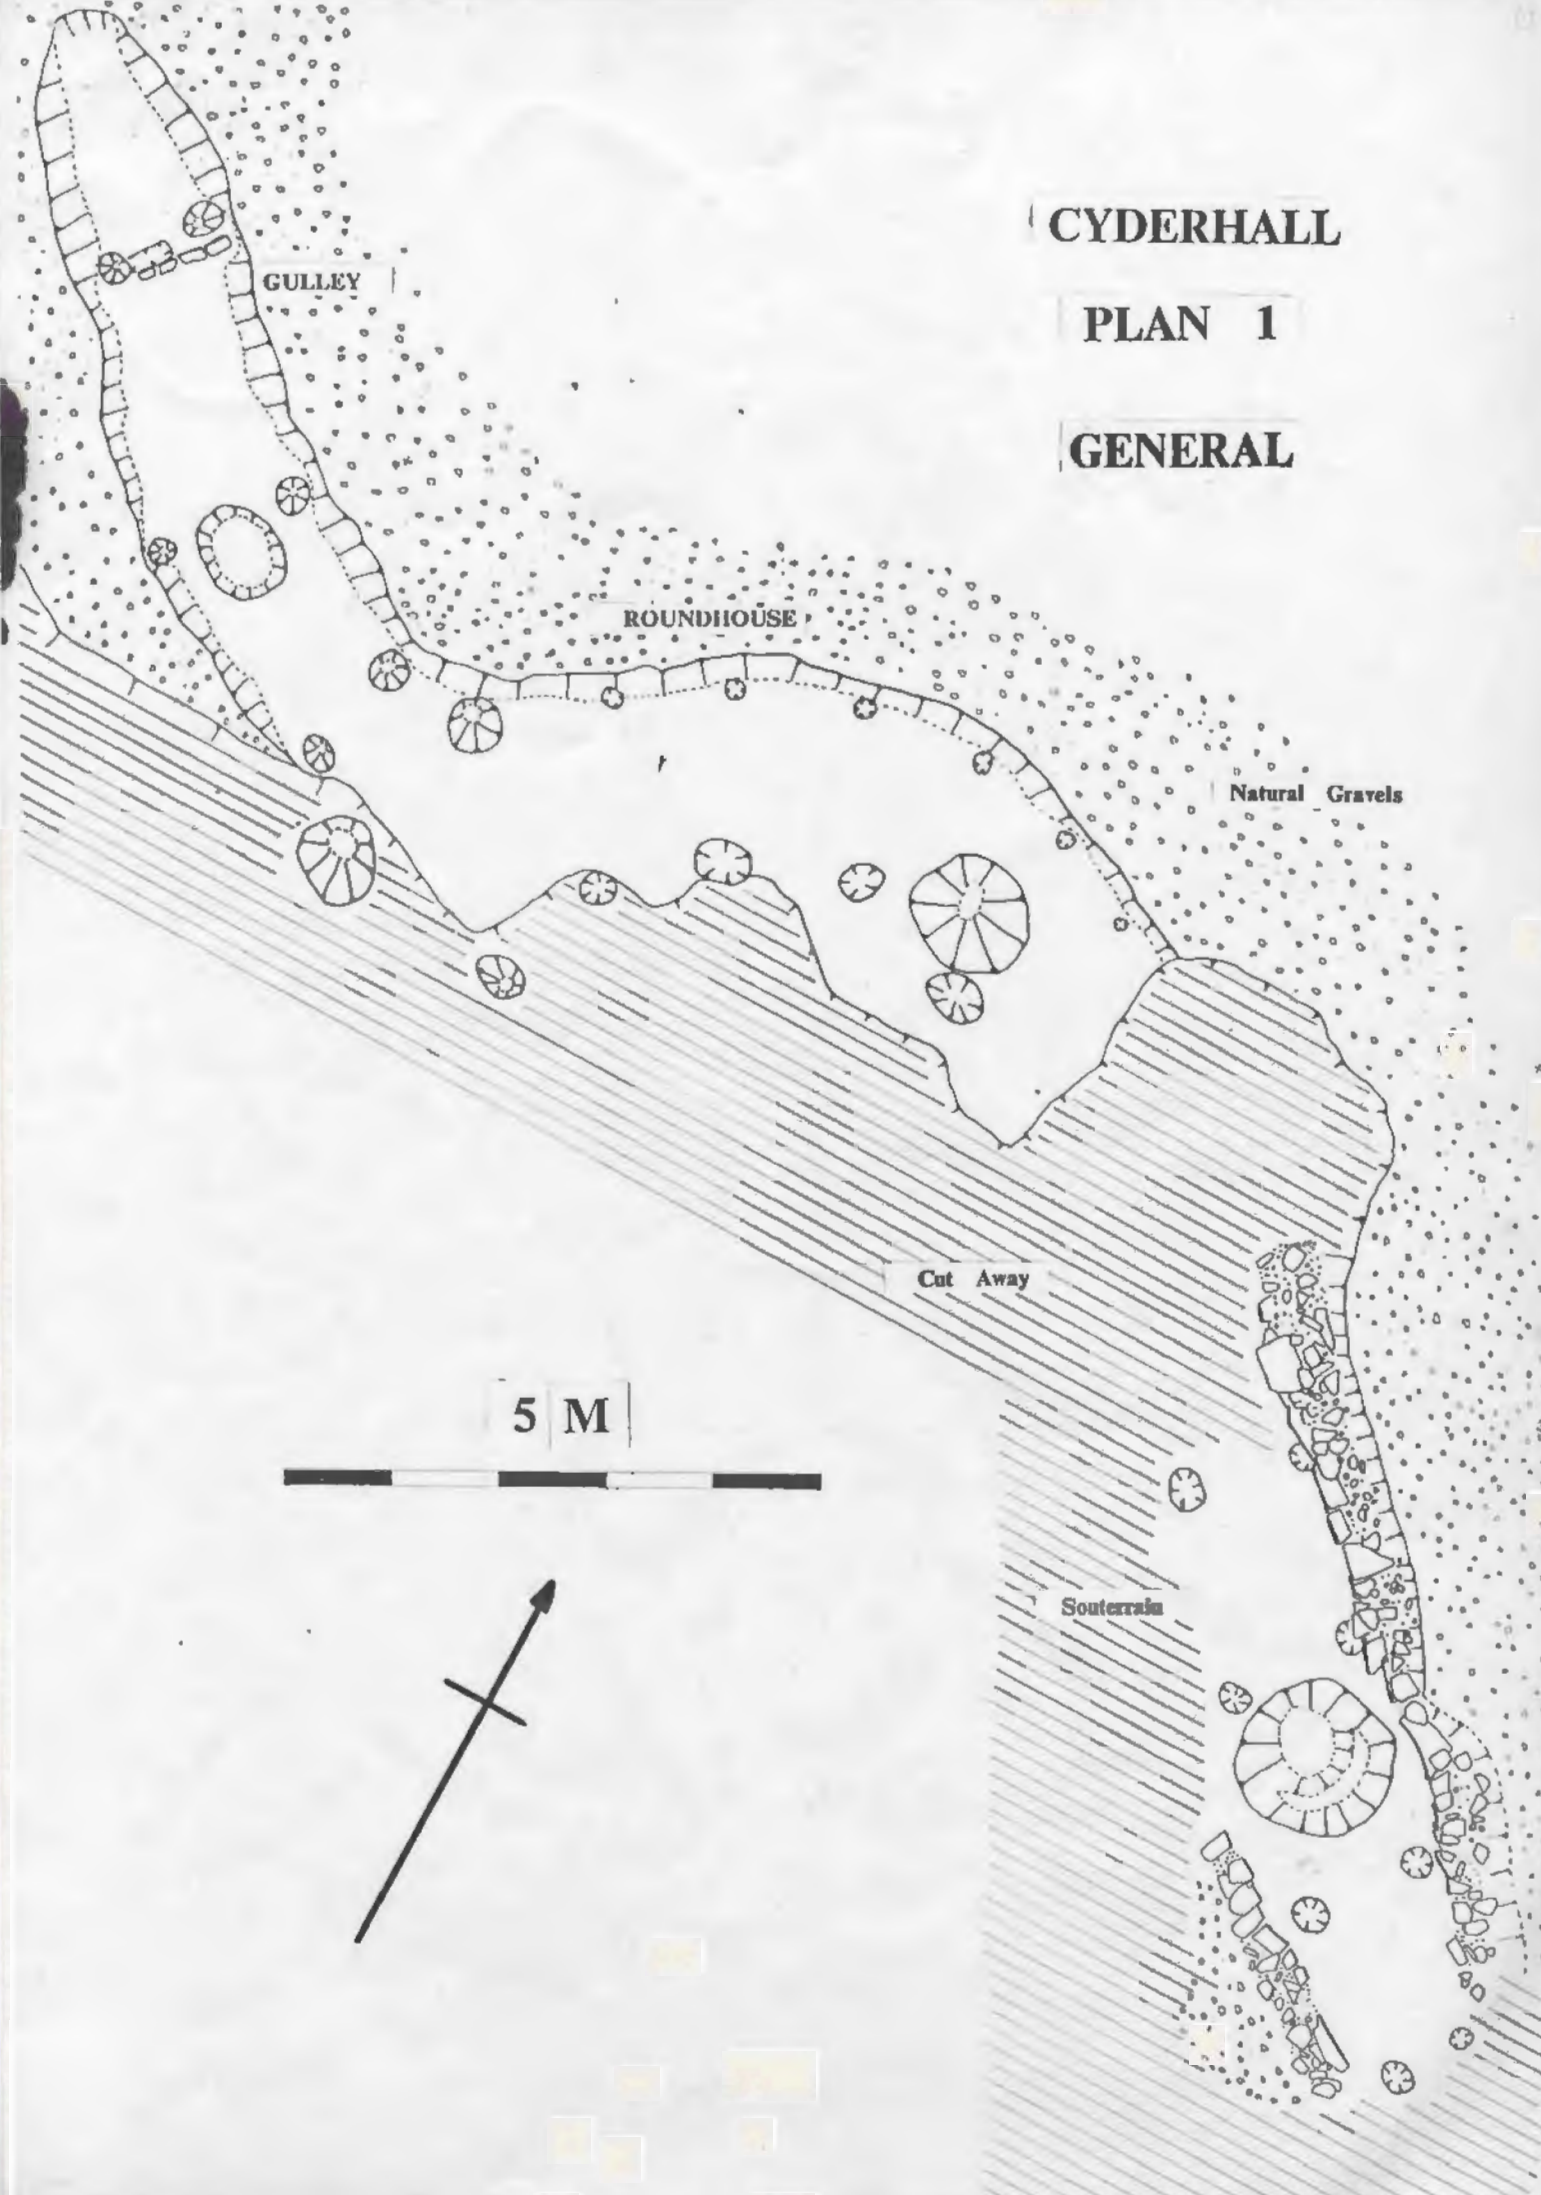 CYDERHALL
PLAN 1
GENERAL
GULLEY
ROUNDHOUSE
Natural Gravels
Cut Away
5 M
Souterrain